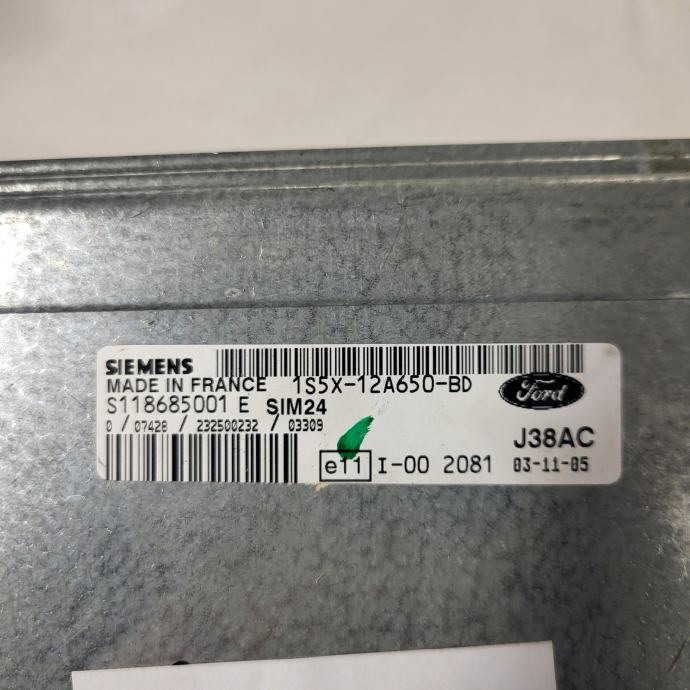 SIEMENS
MADE IN FRANCE 1S5X-12A650-BD
S118685001 E SIM24
0 / 07428 / 232500232 / 03309
Ford
J38AC
e11 I-00 2081 03-11-05